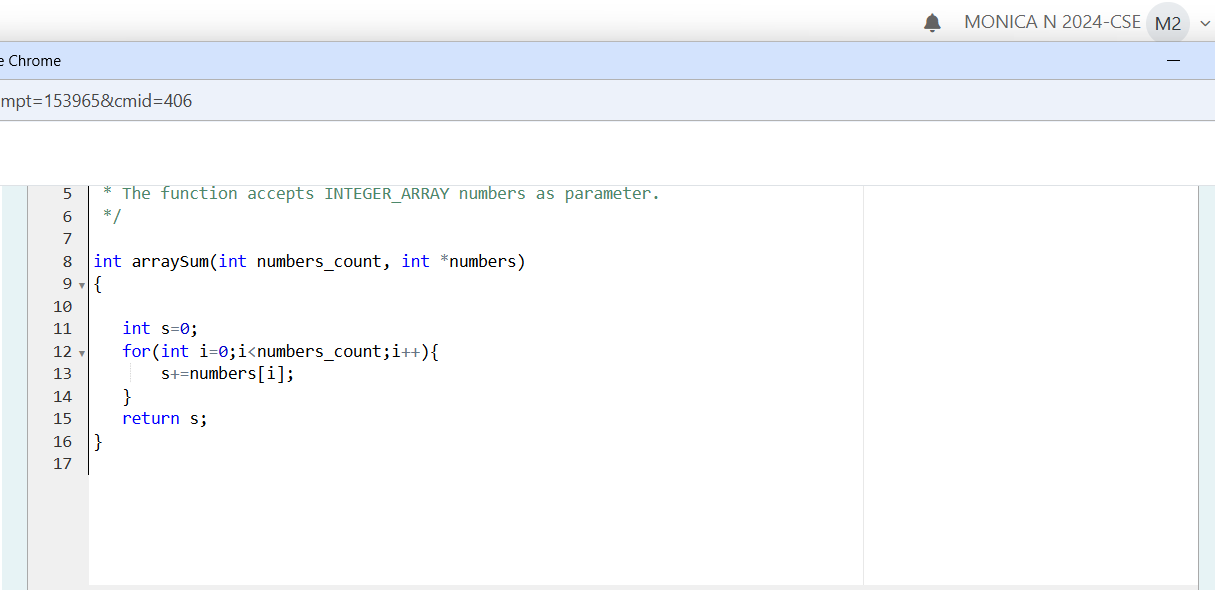 MONICA N 2024-CSE M2
e Chrome
mpt=153965&cmid=406
5 * The function accepts INTEGER_ARRAY numbers as parameter.
6 */
7
8 int arraySum(int numbers_count, int *numbers)
9 {
10
11 int s=0;
12 for(int i=0;i<numbers_count;i++){
13 s+=numbers[i];
14 }
15 return s;
16 }
17